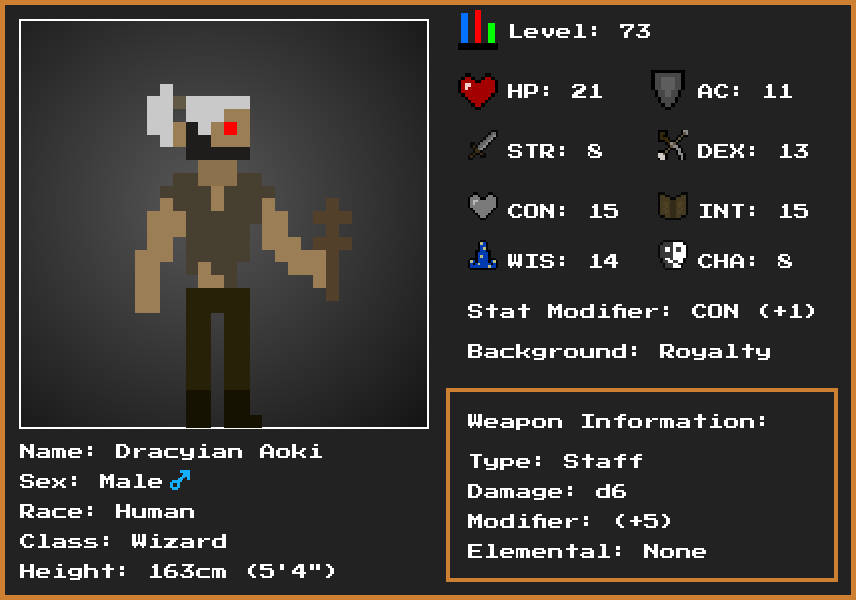 Level: 73
HP: 21 AC: 11
STR: 8 DEX: 13
CON: 15 INT: 15
WIS: 14 CHA: 8
Stat Modifier: CON (+1)
Background: Royalty
Weapon Information:
Type: Staff
Damage: d6
Modifier: (+5)
Elemental: None
Name: Dracyian Aoki
Sex: Male ♂
Race: Human
Class: Wizard
Height: 163cm (5'4")